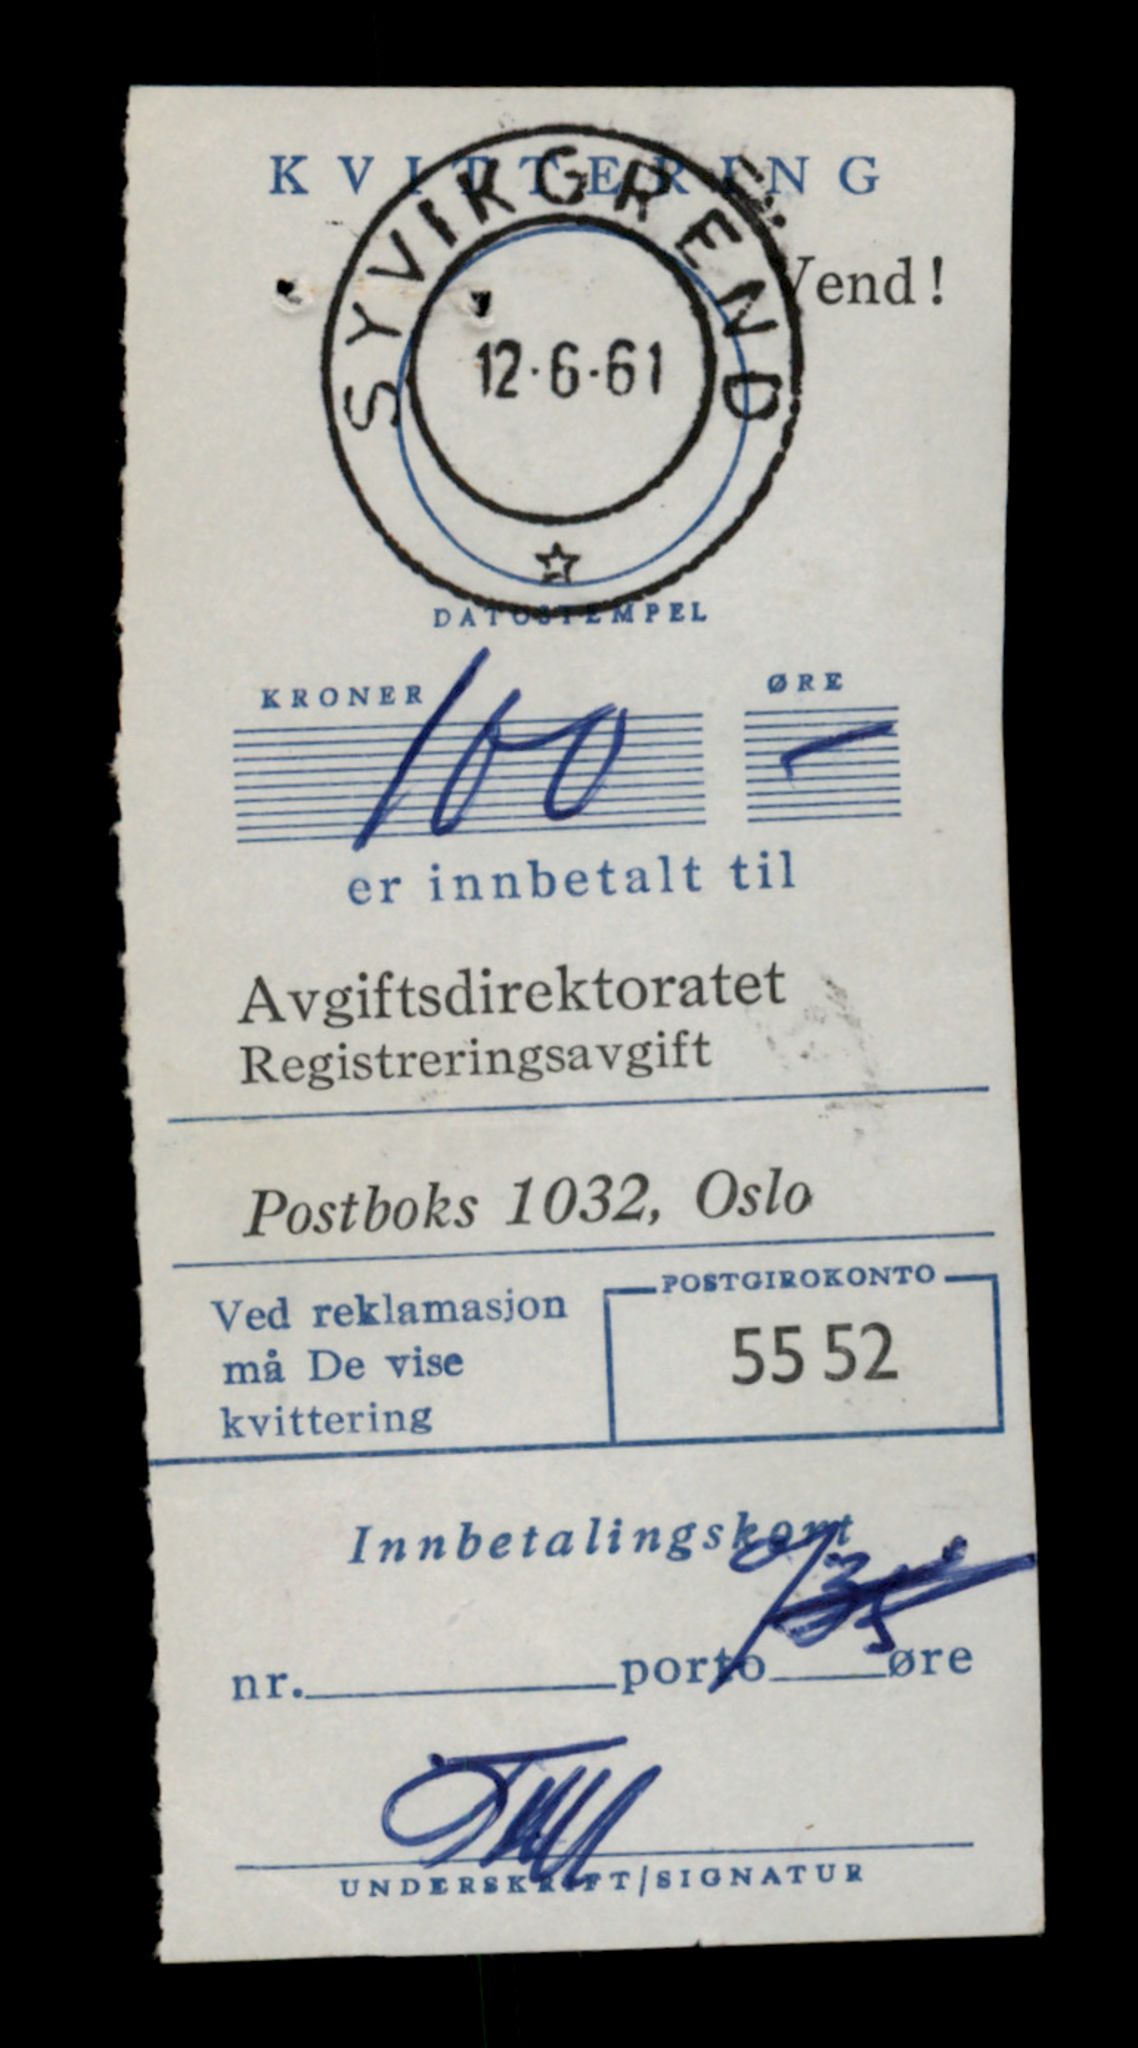 KVITTERING
Vend!
SYVIKGREND
12·6·61
DATOSTEMPEL
KRONER ØRE
100 –
er innbetalt til
Avgiftsdirektoratet
Registreringsavgift
Postboks 1032, Oslo
Ved reklamasjon
må De vise
kvittering
POSTGIROKONTO
55 52
Innbetalingskort
nr. porto øre
UNDERSKRIFT/SIGNATUR